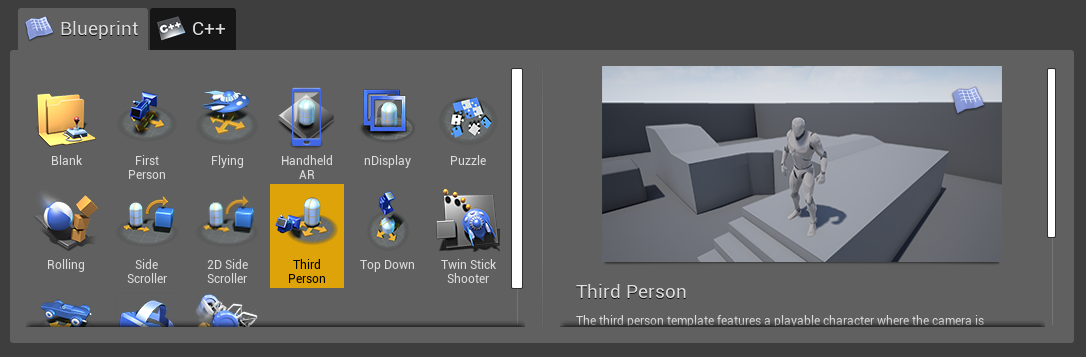 Blueprint
C++
C++
Blank
First
Person
Flying
Handheld
AR
nDisplay
Puzzle
Rolling
Side
Scroller
2D Side
Scroller
Third
Person
Top Down
Twin Stick
Shooter
Third Person
The third person template features a playable character where the camera is